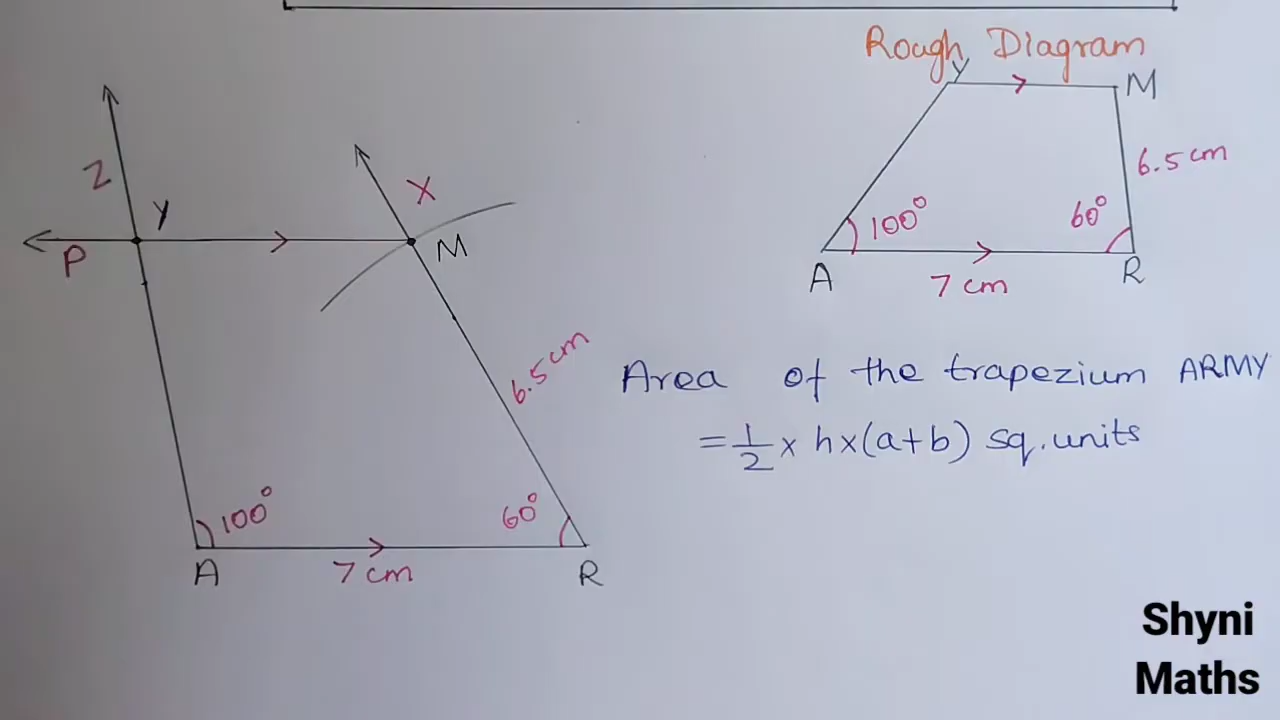 Rough Diagram
Y
M
6.5 cm
100°
60°
A
7 cm
R
Z
X
Y
P
M
6.5 cm
100°
60°
A
7 cm
R
Area of the trapezium ARMY
= 1/2 × h × (a+b) sq. units
Shyni
Maths